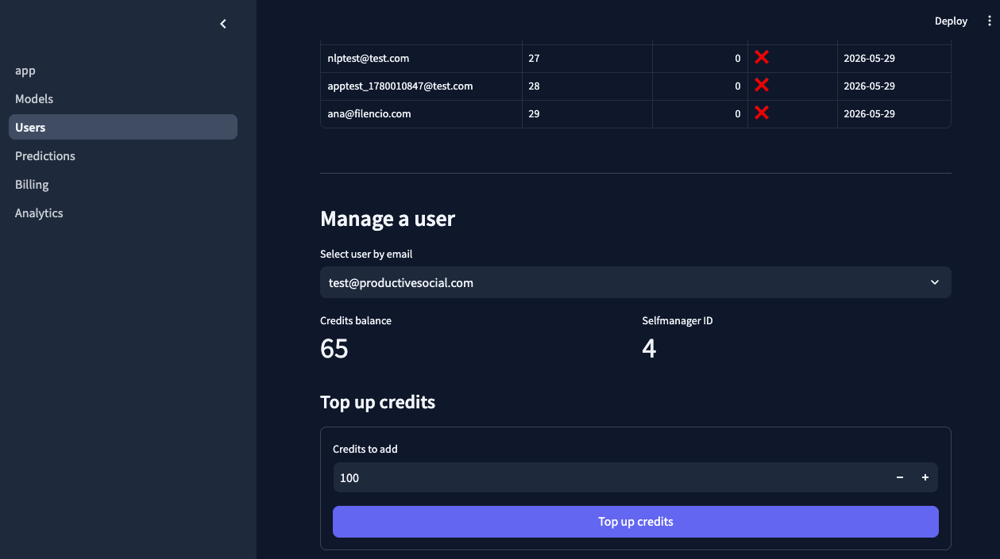 Deploy
app
Models
Users
Predictions
Billing
Analytics
nlptest@test.com 27 0 2026-05-29
apptest_1780010847@test.com 28 0 2026-05-29
ana@filencio.com 29 0 2026-05-29
Manage a user
Select user by email
test@productivesocial.com
Credits balance Selfmanager ID
65 4
Top up credits
Credits to add
100
Top up credits